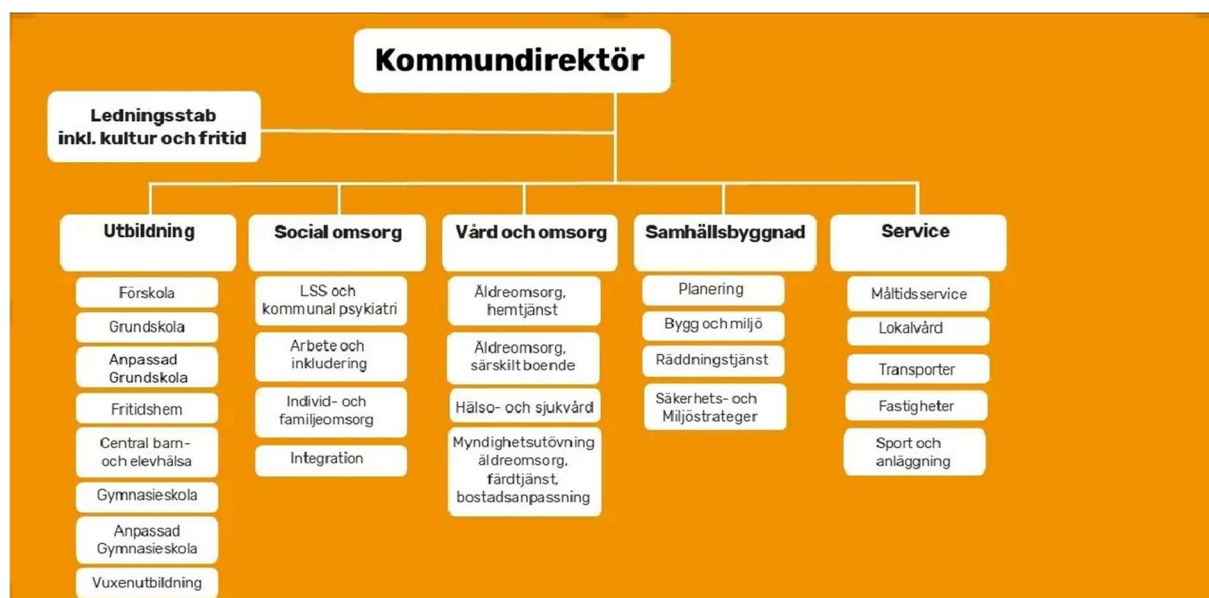 Kommundirektör
Ledningsstab
inkl. kultur och fritid
Utbildning
Förskola
Grundskola
Anpassad
Grundskola
Fritidshem
Central barn-
och elevhälsa
Gymnasieskola
Anpassad
Gymnasieskola
Vuxenutbildning
Social omsorg
LSS och
kommunal psykiatri
Arbete och
inkludering
Individ- och
familjeomsorg
Integration
Vård och omsorg
Äldreomsorg,
hemtjänst
Äldreomsorg,
särskilt boende
Hälso- och sjukvård
Myndighetsutövning
äldreomsorg,
färdtjänst,
bostadsanpassning
Samhällsbyggnad
Planering
Bygg och miljö
Räddningstjänst
Säkerhets- och
Miljöstrateger
Service
Måltidsservice
Lokalvård
Transporter
Fastigheter
Sport och
anläggning